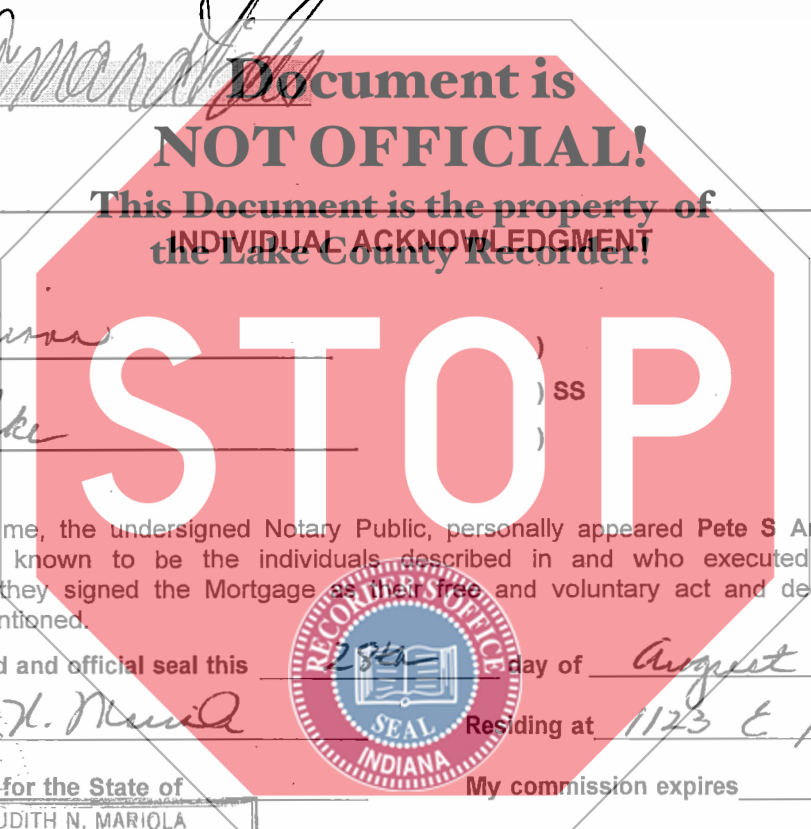 Document is
NOT OFFICIAL!
This Document is the property of
INDIVIDUAL ACKNOWLEDGMENT
the Lake County Recorder!
STOP
)
) SS
)
me, the undersigned Notary Public, personally appeared Pete S A
known to be the individuals described in and who executed
they signed the Mortgage as their free and voluntary act and de
ntioned.
d and official seal this 28th day of August
N. Residing at 1123 E
RECORDER'S OFFICE
SEAL
INDIANA
for the State of My commission expires
UDITH N. MARIOLA